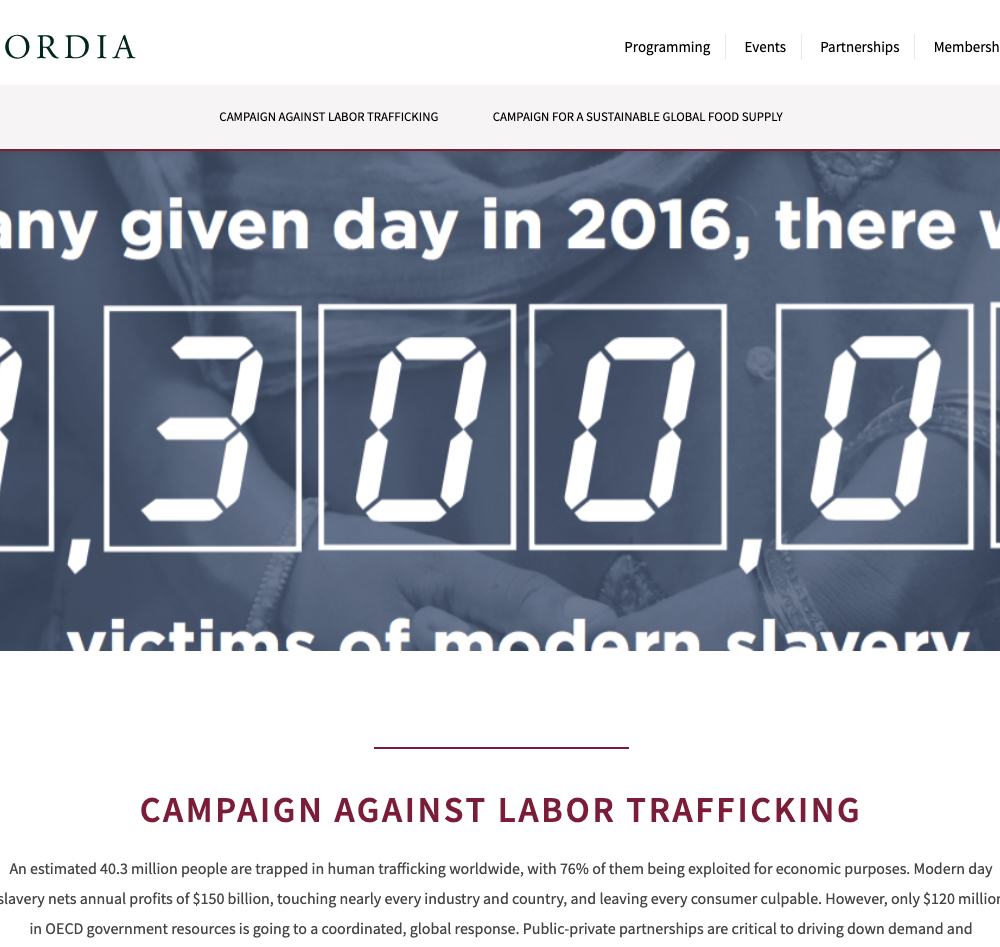 ORDIA
Programming Events Partnerships Membersh
CAMPAIGN AGAINST LABOR TRAFFICKING CAMPAIGN FOR A SUSTAINABLE GLOBAL FOOD SUPPLY
any given day in 2016, there w
,300,0
victims of modern slavery
CAMPAIGN AGAINST LABOR TRAFFICKING
An estimated 40.3 million people are trapped in human trafficking worldwide, with 76% of them being exploited for economic purposes. Modern day
slavery nets annual profits of $150 billion, touching nearly every industry and country, and leaving every consumer culpable. However, only $120 million
in OECD government resources is going to a coordinated, global response. Public-private partnerships are critical to driving down demand and